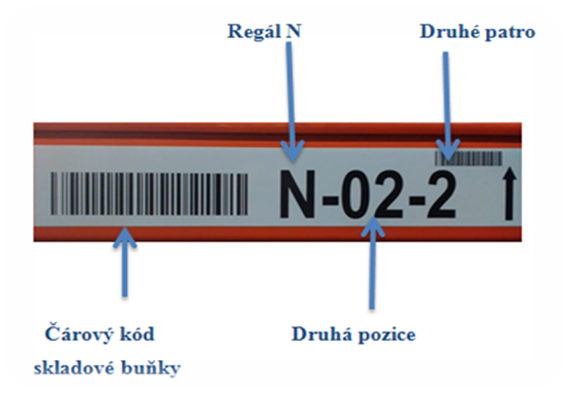 Regál N
Druhé patro
N-02-2
Čárový kód
skladové buňky
Druhá pozice